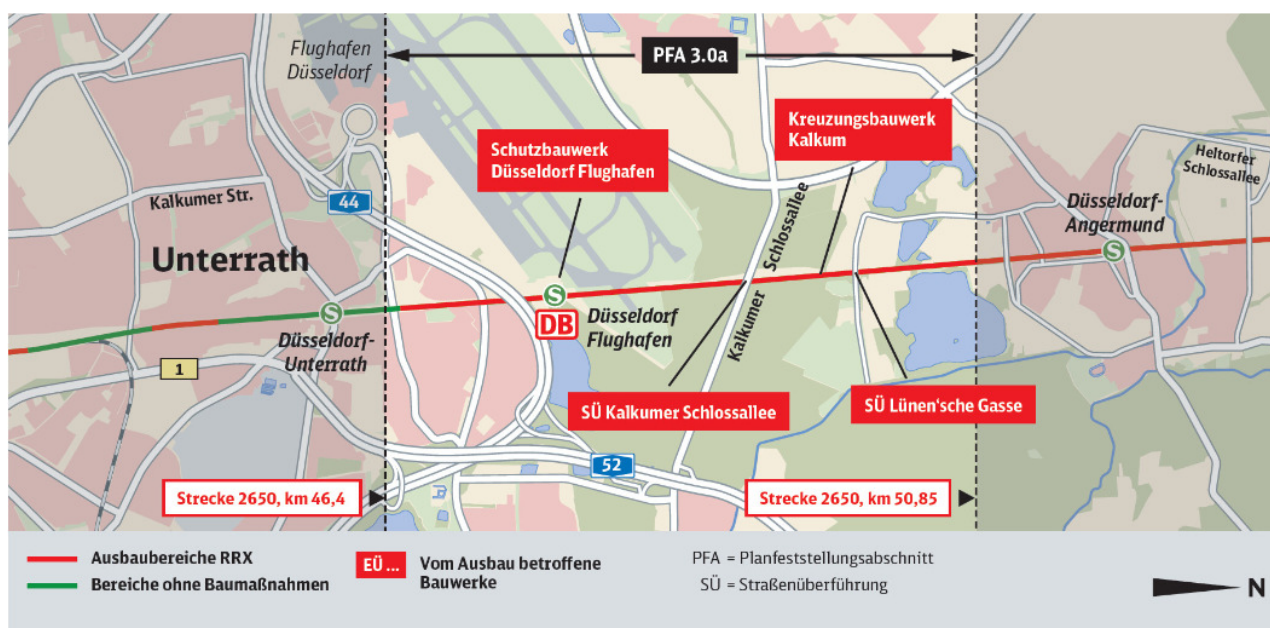 Flughafen
Düsseldorf
PFA 3.0a
Kreuzungsbauwerk
Kalkum
Schutzbauwerk
Düsseldorf Flughafen
Heltorfer
Schlossallee
Kalkumer Str.
44
Düsseldorf-
Angermund
Unterrath
Kalkumer Schlossallee
S
S
S
DB
Düsseldorf
Flughafen
Düsseldorf-
Unterrath
1
SÜ Kalkumer Schlossallee
SÜ Lünen'sche Gasse
52
Strecke 2650, km 46,4
Strecke 2650, km 50,85
Ausbaubereiche RRX
Bereiche ohne Baumaßnahmen
EÜ ...
Vom Ausbau betroffene
Bauwerke
PFA = Planfeststellungsabschnitt
SÜ = Straßenüberführung
N